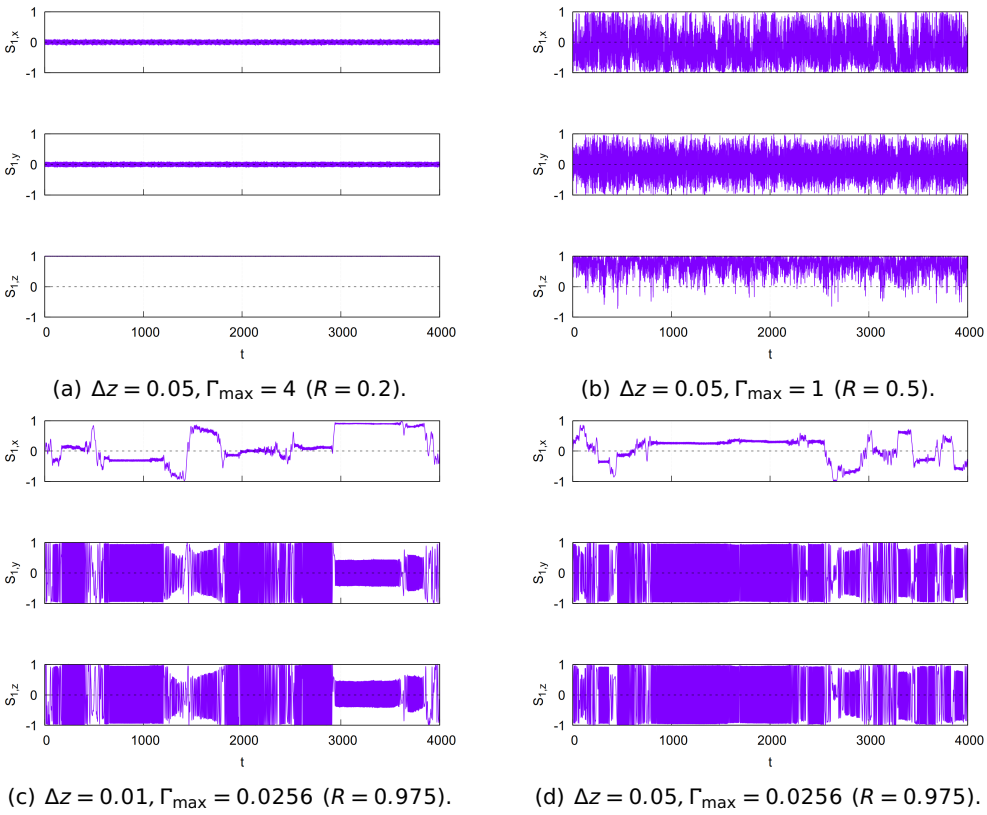 1
0
-1
S1,x
1
0
-1
S1,y
1
0
-1
S1,z
0 1000 2000 3000 4000
t
(a) Δz = 0.05, Γmax = 4 (R = 0.2).
1
0
-1
S1,x
1
0
-1
S1,y
1
0
-1
S1,z
0 1000 2000 3000 4000
t
(b) Δz = 0.05, Γmax = 1 (R = 0.5).
1
0
-1
S1,x
1
0
-1
S1,y
1
0
-1
S1,z
0 1000 2000 3000 4000
t
(c) Δz = 0.01, Γmax = 0.0256 (R = 0.975).
1
0
-1
S1,x
1
0
-1
S1,y
1
0
-1
S1,z
0 1000 2000 3000 4000
t
(d) Δz = 0.05, Γmax = 0.0256 (R = 0.975).